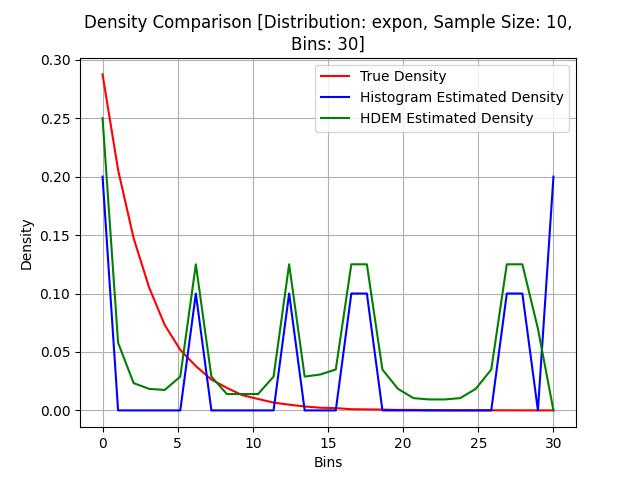 Density Comparison [Distribution: expon, Sample Size: 10,
Bins: 30]
True Density
Histogram Estimated Density
HDEM Estimated Density
Density
0.30
0.25
0.20
0.15
0.10
0.05
0.00
0 5 10 15 20 25 30
Bins